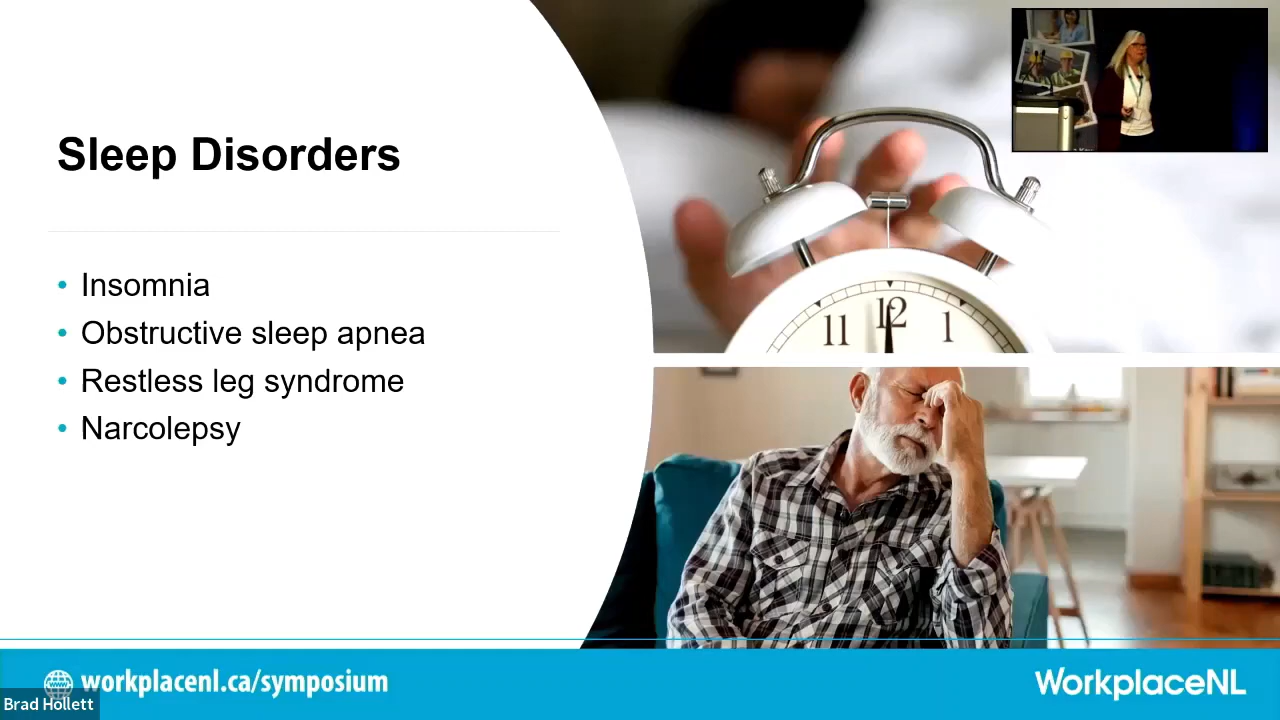 Sleep Disorders
• Insomnia
• Obstructive sleep apnea
• Restless leg syndrome
• Narcolepsy
11 12 1
workplacenl.ca/symposium
WorkplaceNL
Brad Hollett